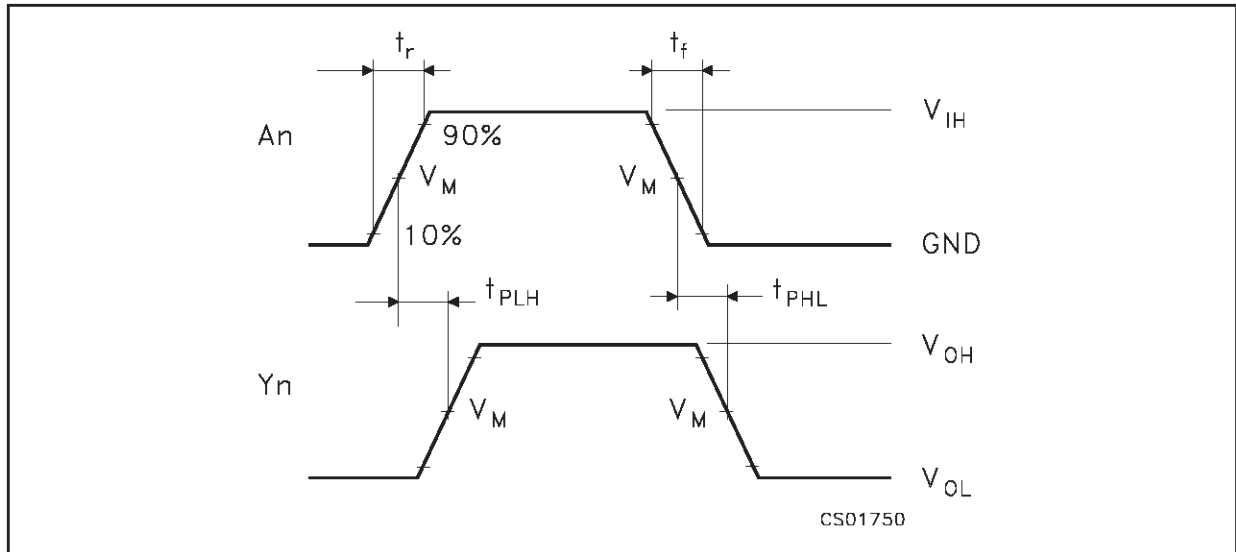 tr tf
VIH
An 90%
VM VM
10%
GND
tPLH tPHL
VOH
Yn
VM VM
VOL
CS01750